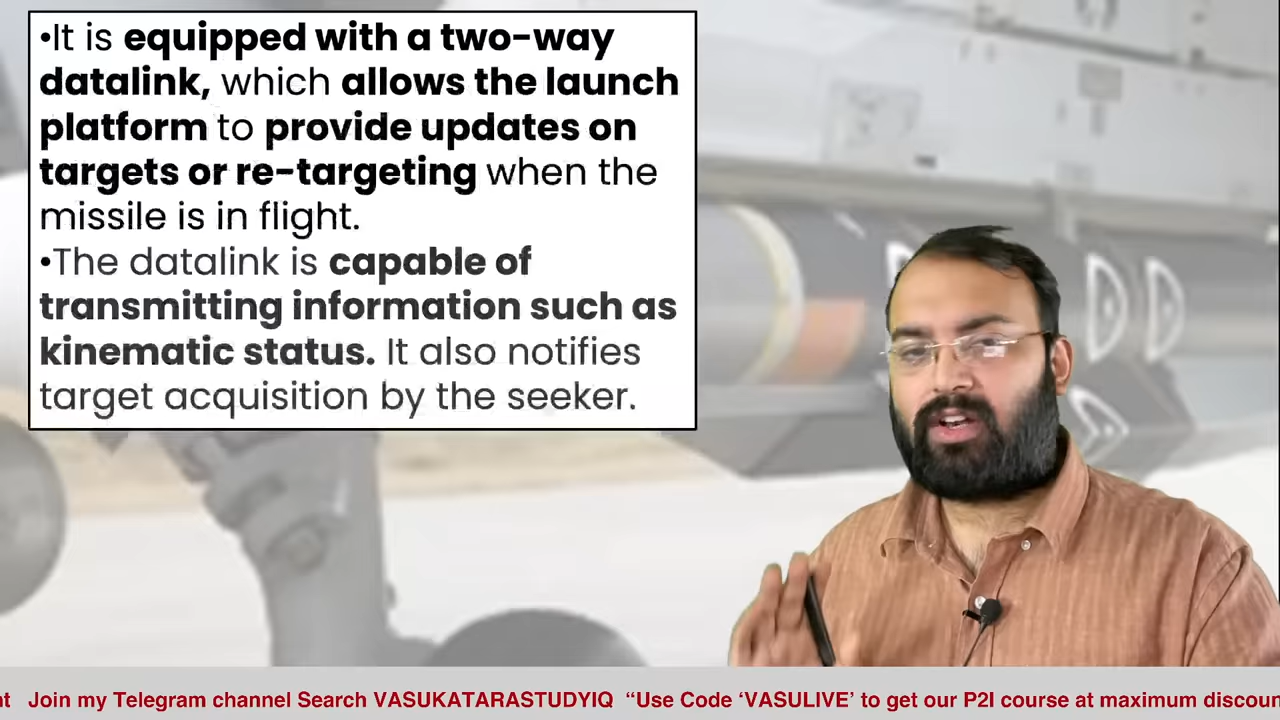 •It is equipped with a two-way
datalink, which allows the launch
platform to provide updates on
targets or re-targeting when the
missile is in flight.
•The datalink is capable of
transmitting information such as
kinematic status. It also notifies
target acquisition by the seeker.
Join my Telegram channel Search VASUKATARASTUDYIQ “Use Code ‘VASULIVE’ to get our P2I course at maximum